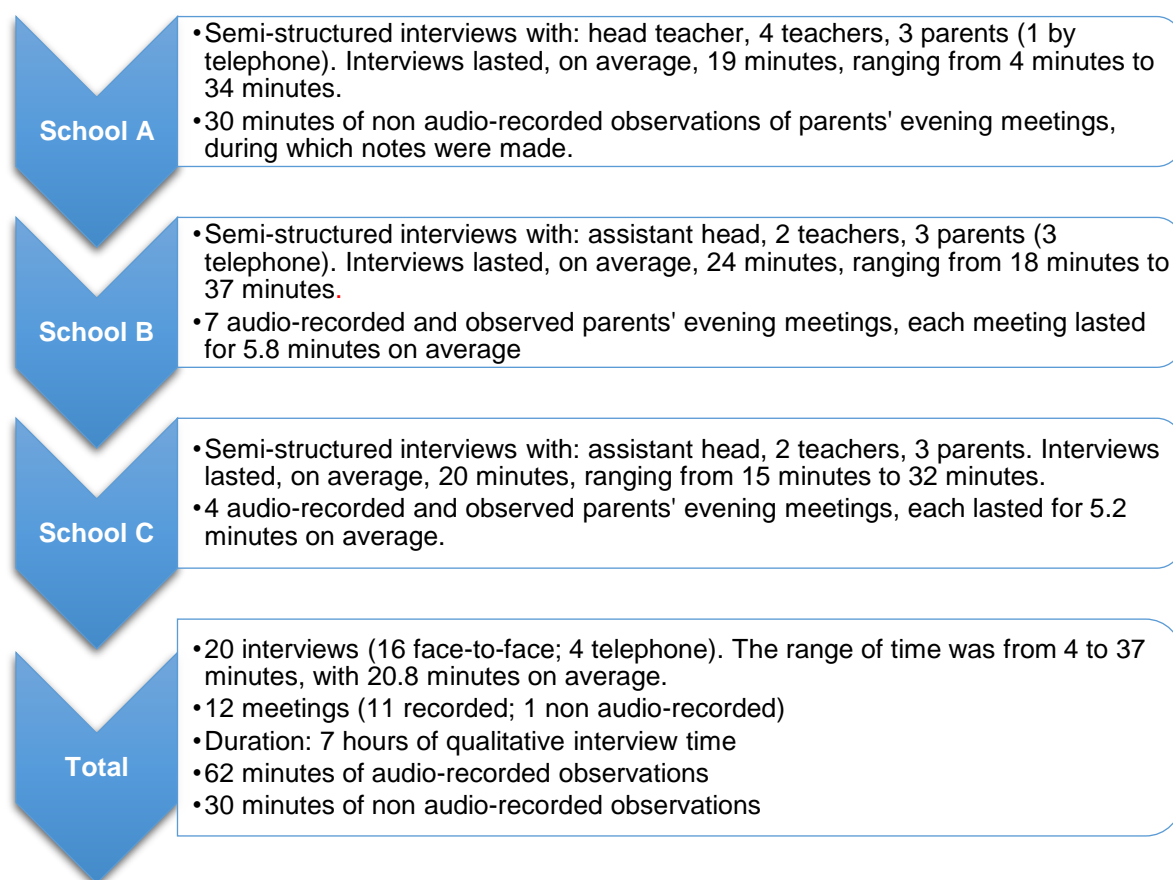 School A
•Semi-structured interviews with: head teacher, 4 teachers, 3 parents (1 by
telephone). Interviews lasted, on average, 19 minutes, ranging from 4 minutes to
34 minutes.
•30 minutes of non audio-recorded observations of parents' evening meetings,
during which notes were made.
School B
•Semi-structured interviews with: assistant head, 2 teachers, 3 parents (3
telephone). Interviews lasted, on average, 24 minutes, ranging from 18 minutes to
37 minutes.
•7 audio-recorded and observed parents' evening meetings, each meeting lasted
for 5.8 minutes on average
School C
•Semi-structured interviews with: assistant head, 2 teachers, 3 parents. Interviews
lasted, on average, 20 minutes, ranging from 15 minutes to 32 minutes.
•4 audio-recorded and observed parents' evening meetings, each lasted for 5.2
minutes on average.
Total
•20 interviews (16 face-to-face; 4 telephone). The range of time was from 4 to 37
minutes, with 20.8 minutes on average.
•12 meetings (11 recorded; 1 non audio-recorded)
•Duration: 7 hours of qualitative interview time
•62 minutes of audio-recorded observations
•30 minutes of non audio-recorded observations